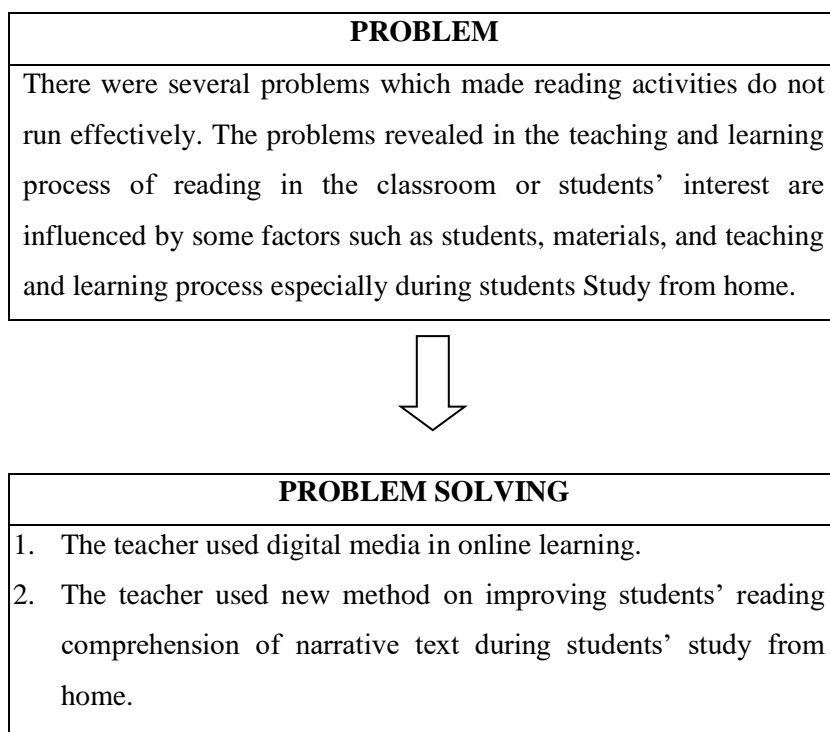 PROBLEM
There were several problems which made reading activities do not
run effectively. The problems revealed in the teaching and learning
process of reading in the classroom or students’ interest are
influenced by some factors such as students, materials, and teaching
and learning process especially during students Study from home.
PROBLEM SOLVING
1. The teacher used digital media in online learning.
2. The teacher used new method on improving students’ reading
comprehension of narrative text during students’ study from
home.